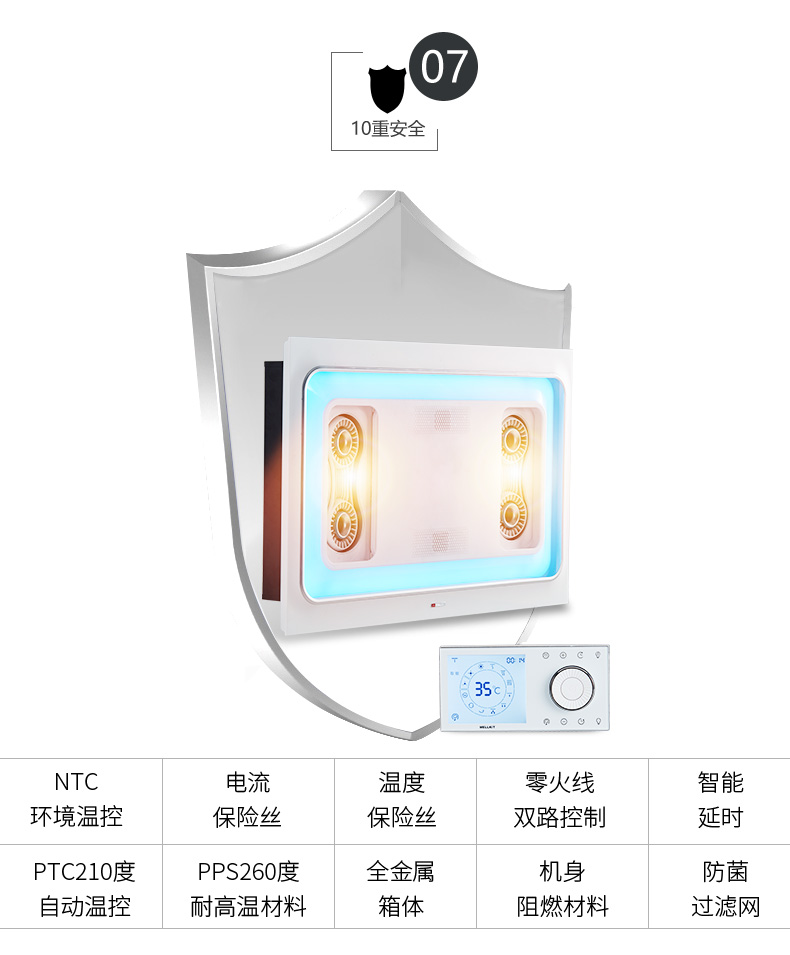 07
10重安全
00:14
35℃
WELLKIT
NTC
环境温控
电流
保险丝
温度
保险丝
零火线
双路控制
智能
延时
PTC210度
自动温控
PPS260度
耐高温材料
全金属
箱体
机身
阻燃材料
防菌
过滤网